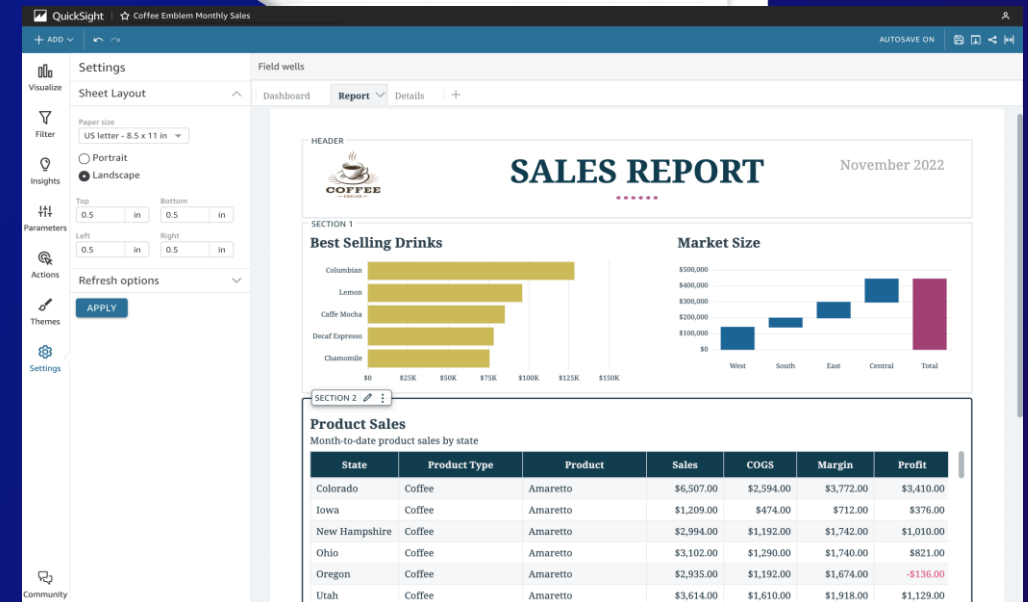 QuickSight Coffee Emblem Monthly Sales
ADD AUTOSAVE ON
Visualize
Filter
Insights
Parameters
Actions
Themes
Settings
Community
Settings
Sheet Layout
Paper size
US letter - 8.5 x 11 in
Portrait
Landscape
Top Bottom
0.5 in 0.5 in
Left Right
0.5 in 0.5 in
Refresh options
APPLY
Field wells
Dashboard Report Details
HEADER
COFFEE
EMBLEM
SALES REPORT
November 2022
SECTION 1
Best Selling Drinks
Columbian
Lemon
Caffe Mocha
Decaf Espresso
Chamomile
$0 $25K $50K $75K $100K $125K $150K
Market Size
$500,000
$400,000
$300,000
$200,000
$100,000
$0
West South East Central Total
SECTION 2
Product Sales
Month-to-date product sales by state
State Product Type Product Sales COGS Margin Profit
Colorado Coffee Amaretto $6,507.00 $2,594.00 $3,772.00 $3,410.00
Iowa Coffee Amaretto $1,209.00 $474.00 $712.00 $376.00
New Hampshire Coffee Amaretto $2,994.00 $1,192.00 $1,742.00 $1,010.00
Ohio Coffee Amaretto $3,102.00 $1,290.00 $1,740.00 $821.00
Oregon Coffee Amaretto $2,935.00 $1,192.00 $1,674.00 -$136.00
Utah Coffee Amaretto $3,614.00 $1,610.00 $1,918.00 $1,129.00